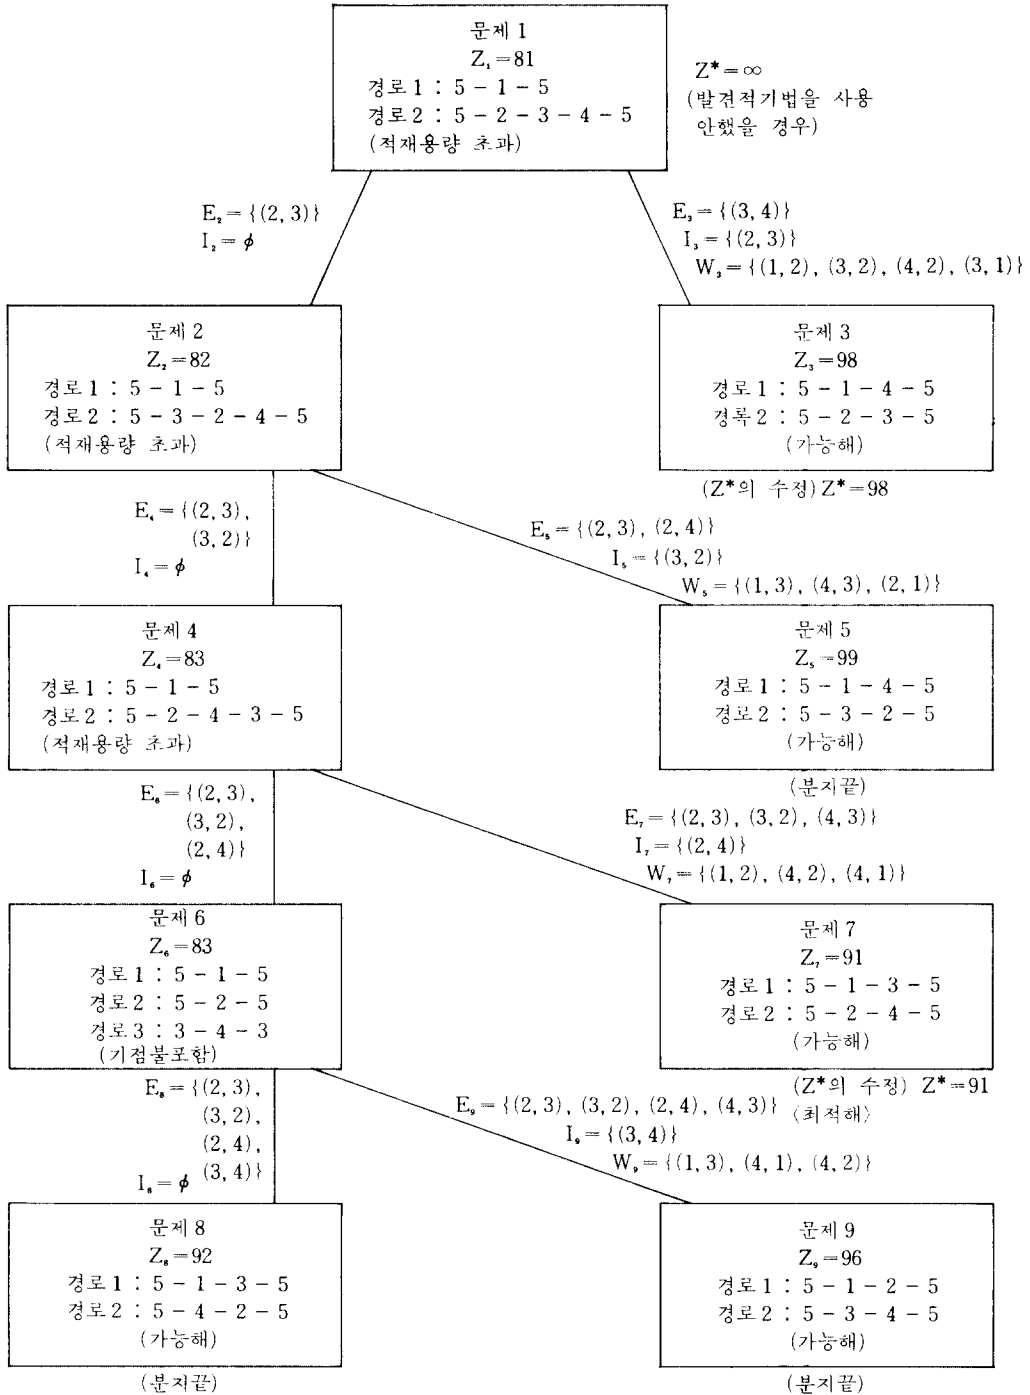 문제 1
Z₁=81
경로1 : 5 - 1 - 5
경로2 : 5 - 2 - 3 - 4 - 5
(적재용량 초과)
Z*=∞
(발견적기법을 사용
안했을 경우)
E₂={(2, 3)}
I₂=ϕ
E₃={(3, 4)}
I₃={(2, 3)}
W₃={(1, 2), (3, 2), (4, 2), (3, 1)}
문제 2
Z₂=82
경로1 : 5 - 1 - 5
경로2 : 5 - 3 - 2 - 4 - 5
(적재용량 초과)
문제 3
Z₃=98
경로1 : 5 - 1 - 4 - 5
경록2 : 5 - 2 - 3 - 5
(가능해)
(Z*의 수정) Z*=98
E₄={(2, 3),
(3, 2)}
I₄=ϕ
E₅={(2, 3), (2, 4)}
I₅={(3, 2)}
W₅={(1, 3), (4, 3), (2, 1)}
문제 4
Z₄=83
경로1 : 5 - 1 - 5
경로2 : 5 - 2 - 4 - 3 - 5
(적재용량 초과)
문제 5
Z₅=99
경로1 : 5 - 1 - 4 - 5
경로2 : 5 - 3 - 2 - 5
(가능해)
(분지끝)
E₆={(2, 3),
(3, 2),
(2, 4)}
I₆=ϕ
E₇={(2, 3), (3, 2), (4, 3)}
I₇={(2, 4)}
W₇={(1, 2), (4, 2), (4, 1)}
문제 6
Z₆=83
경로1 : 5 - 1 - 5
경로2 : 5 - 2 - 5
경로3 : 3 - 4 - 3
(기점불포함)
문제 7
Z₇=91
경로1 : 5 - 1 - 3 - 5
경로2 : 5 - 2 - 4 - 5
(가능해)
(Z*의 수정) Z*=91
〈최적해〉
E₈={(2, 3),
(3, 2),
(2, 4),
(3, 4)}
I₈=ϕ
E₉={(2, 3), (3, 2), (2, 4), (4, 3)}
I₉={(3, 4)}
W₉={(1, 3), (4, 1), (4, 2)}
문제 8
Z₈=92
경로1 : 5 - 1 - 3 - 5
경로2 : 5 - 4 - 2 - 5
(가능해)
(분지끝)
문제 9
Z₉=96
경로1 : 5 - 1 - 2 - 5
경로2 : 5 - 3 - 4 - 5
(가능해)
(분지끝)